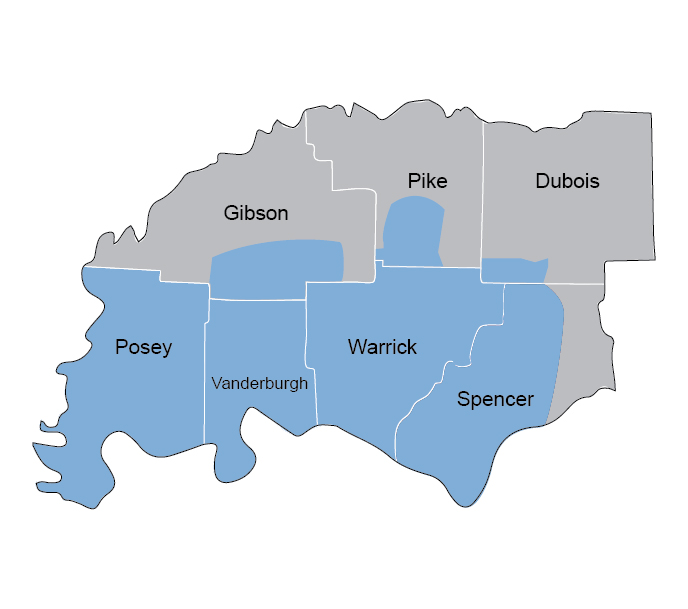 Pike
Dubois
Gibson
Posey
Warrick
Vanderburgh
Spencer